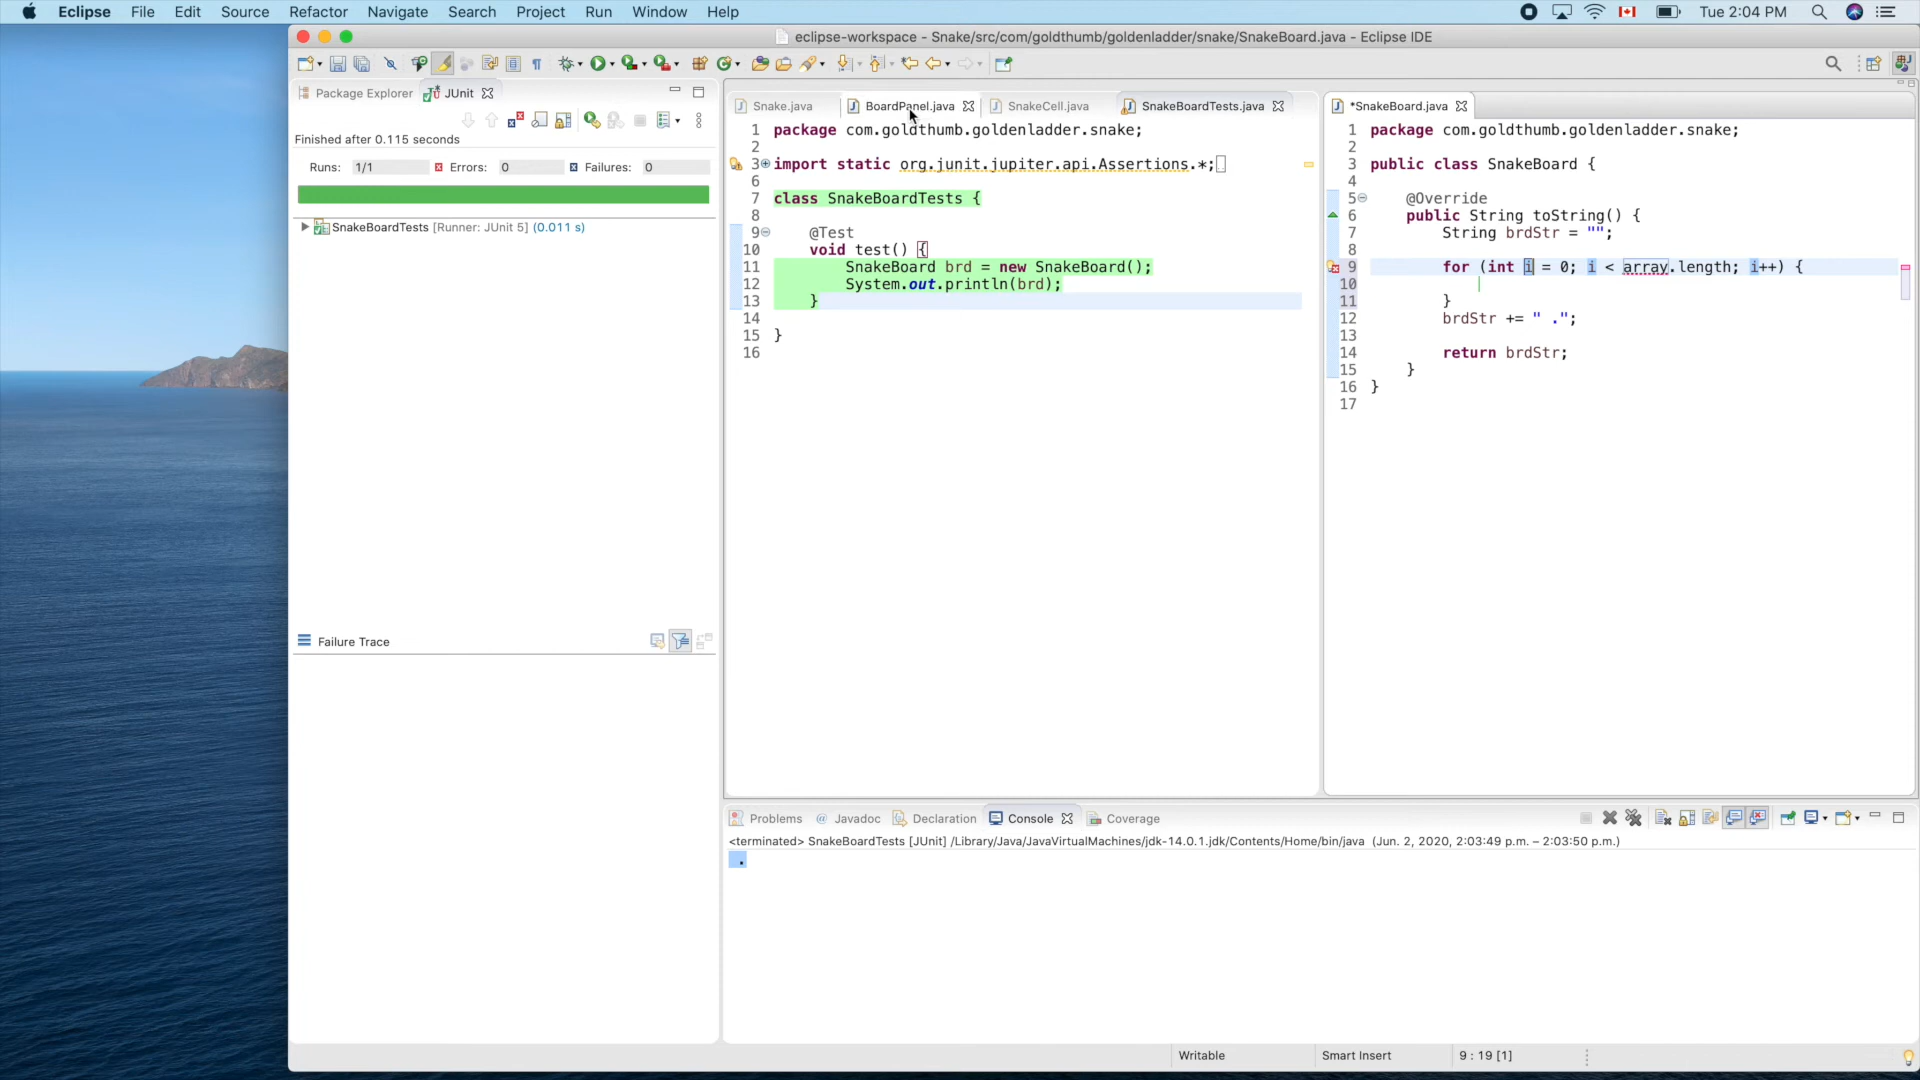 Eclipse File Edit Source Refactor Navigate Search Project Run Window Help Tue 2:04 PM
eclipse-workspace - Snake/src/com/goldthumb/goldenladder/snake/SnakeBoard.java - Eclipse IDE
Package Explorer JUnit
Finished after 0.115 seconds
Runs: 1/1 Errors: 0 Failures: 0
SnakeBoardTests [Runner: JUnit 5] (0.011 s)
Failure Trace
Snake.java BoardPanel.java SnakeCell.java SnakeBoardTests.java
1 package com.goldthumb.goldenladder.snake;
2
3 import static org.junit.jupiter.api.Assertions.*;
6
7 class SnakeBoardTests {
8
9 @Test
10 void test() {
11 SnakeBoard brd = new SnakeBoard();
12 System.out.println(brd);
13 }
14
15 }
16
*SnakeBoard.java
1 package com.goldthumb.goldenladder.snake;
2
3 public class SnakeBoard {
4
5 @Override
6 public String toString() {
7 String brdStr = "";
8
9 for (int i = 0; i < array.length; i++) {
10
11 }
12 brdStr += " .";
13
14 return brdStr;
15 }
16 }
17
Problems @ Javadoc Declaration Console Coverage
<terminated> SnakeBoardTests [JUnit] /Library/Java/JavaVirtualMachines/jdk-14.0.1.jdk/Contents/Home/bin/java (Jun. 2, 2020, 2:03:49 p.m. – 2:03:50 p.m.)
.
Writable Smart Insert 9 : 19 [1]